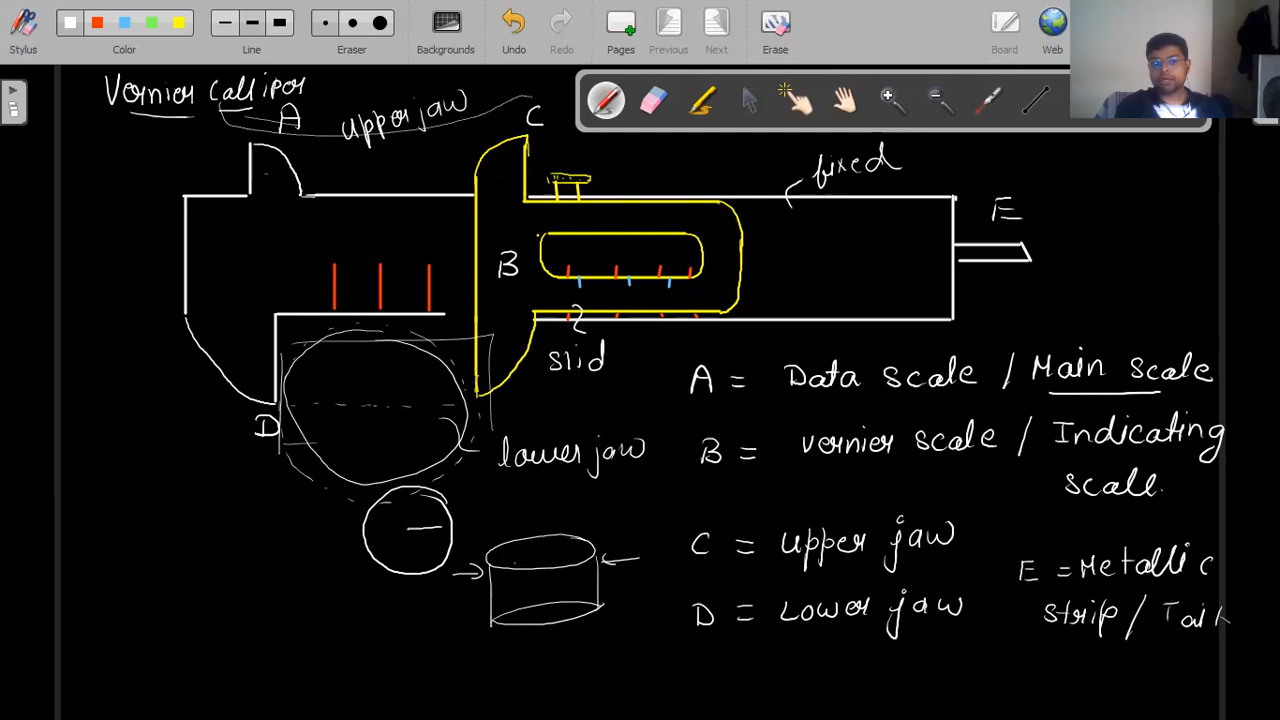 Stylus
Color
Line
Eraser
Backgrounds
Undo
Redo
Pages
Previous
Next
Erase
Board
Web
Vernier Calliper
A
upper jaw
C
fixed
E
B
slid
D
lower jaw
A = Data scale / Main scale
B = vernier scale / Indicating
scale.
C = upper jaw
D = Lower jaw
E = Metallic
strip /